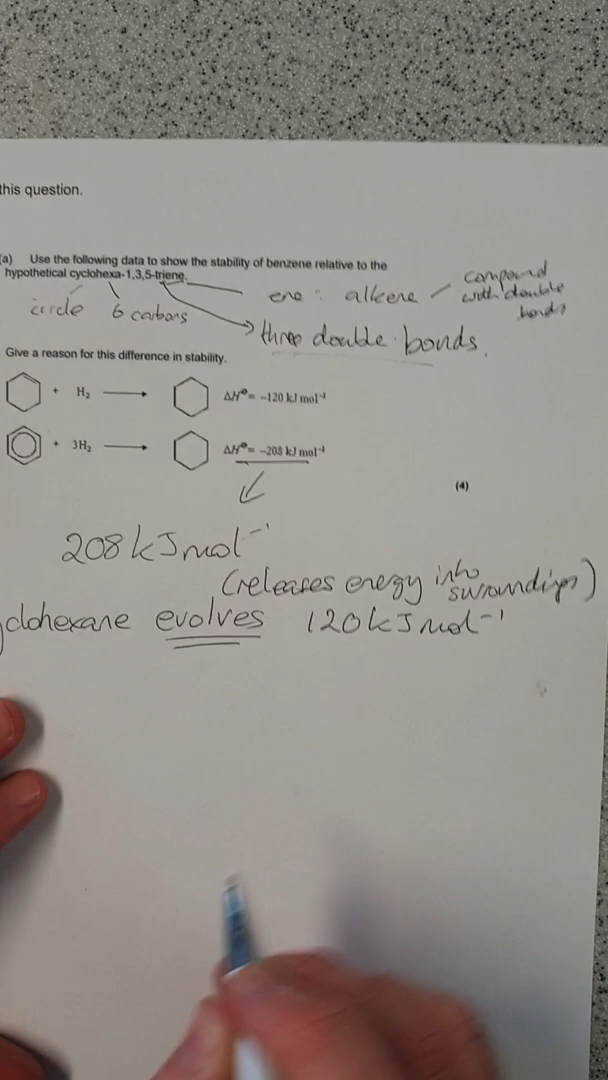 this question.
(a) Use the following data to show the stability of benzene relative to the
hypothetical cyclohexa-1,3,5-triene.
circle 6 carbons
ene : alkene
compound
with double
bonds
three double bonds.
Give a reason for this difference in stability.
+ H₂ ⟶ ΔH⦵= −120 kJ mol⁻¹
+ 3H₂ ⟶ ΔH⦵= −208 kJ mol⁻¹
(4)
208 kJ mol⁻¹
(releases energy into surroundings)
clohexane evolves 120 kJ mol⁻¹